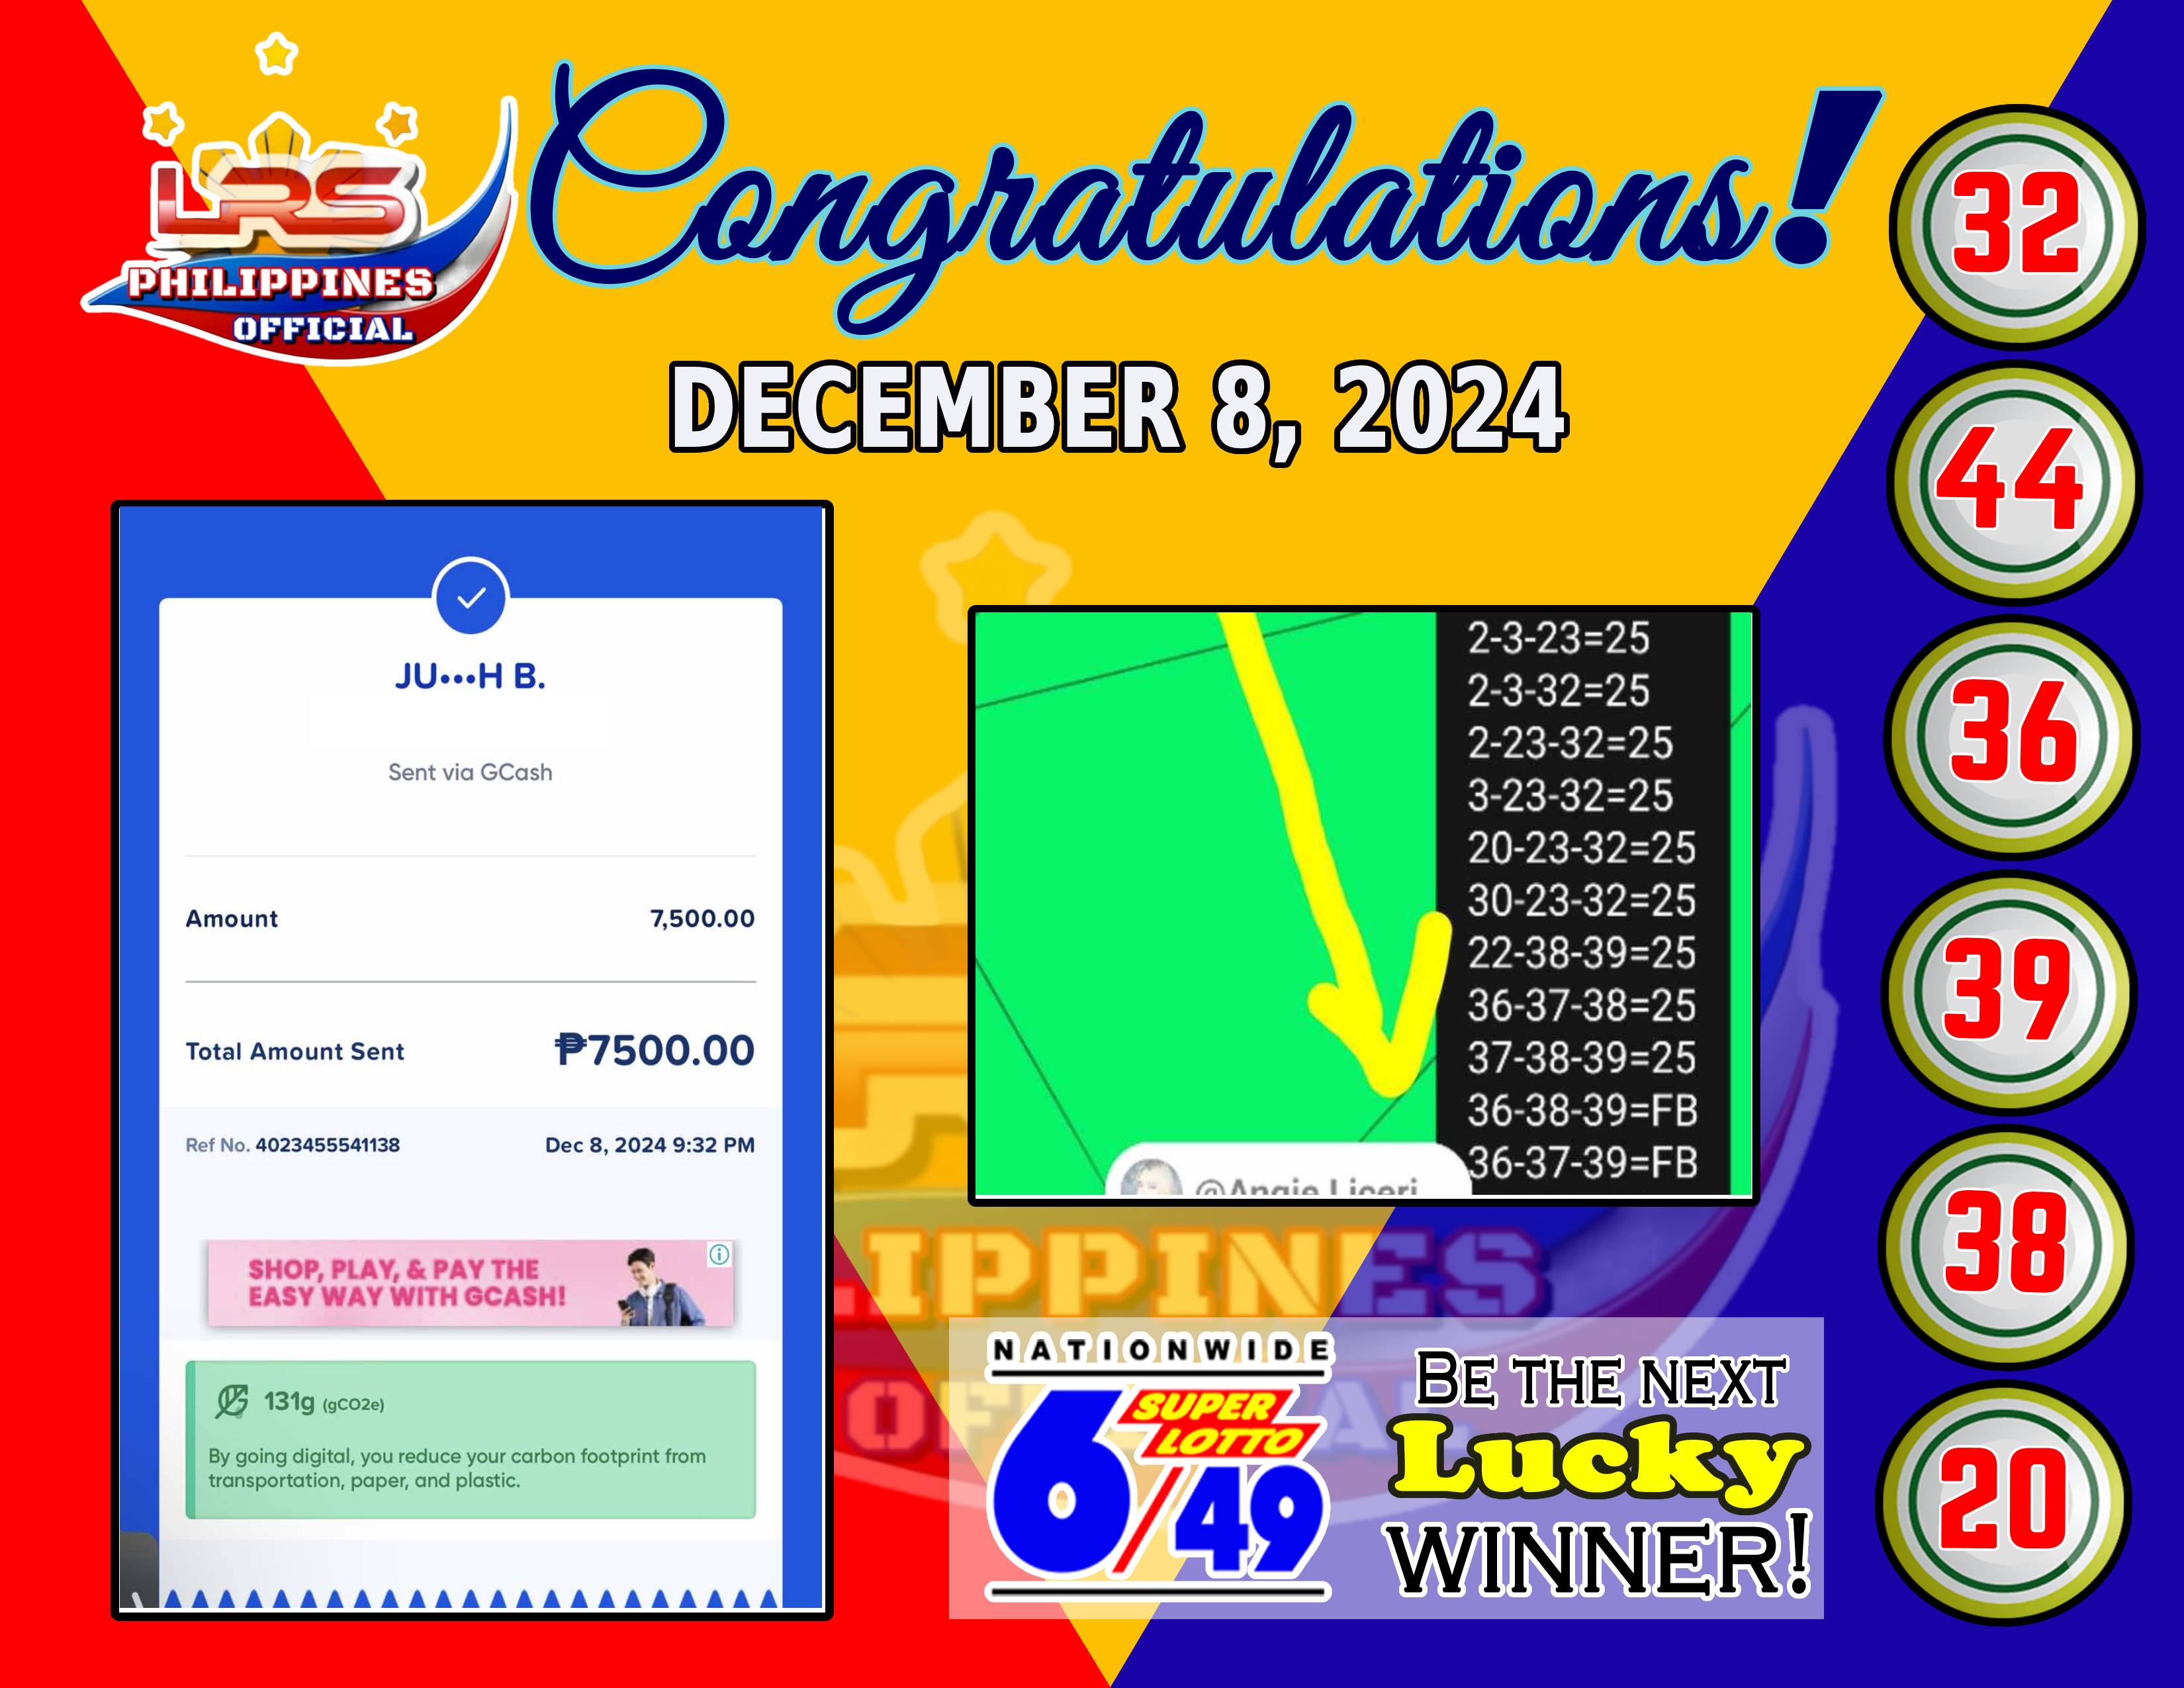 LRS
PHILIPPINES
OFFICIAL
Congratulations!
DECEMBER 8, 2024
JU•••H B.
Sent via GCash
Amount 7,500.00
Total Amount Sent ₱7500.00
Ref No. 4023455541138 Dec 8, 2024 9:32 PM
SHOP, PLAY, & PAY THE
EASY WAY WITH GCASH!
131g (gCO2e)
By going digital, you reduce your carbon footprint from
transportation, paper, and plastic.
2-3-23=25
2-3-32=25
2-23-32=25
3-23-32=25
20-23-32=25
30-23-32=25
22-38-39=25
36-37-38=25
37-38-39=25
36-38-39=FB
36-37-39=FB
@Angie Liceri
LIPPINES
NATIONWIDE
SUPER
LOTTO
6/49
BE THE NEXT
Lucky
WINNER!
32
44
36
39
38
20